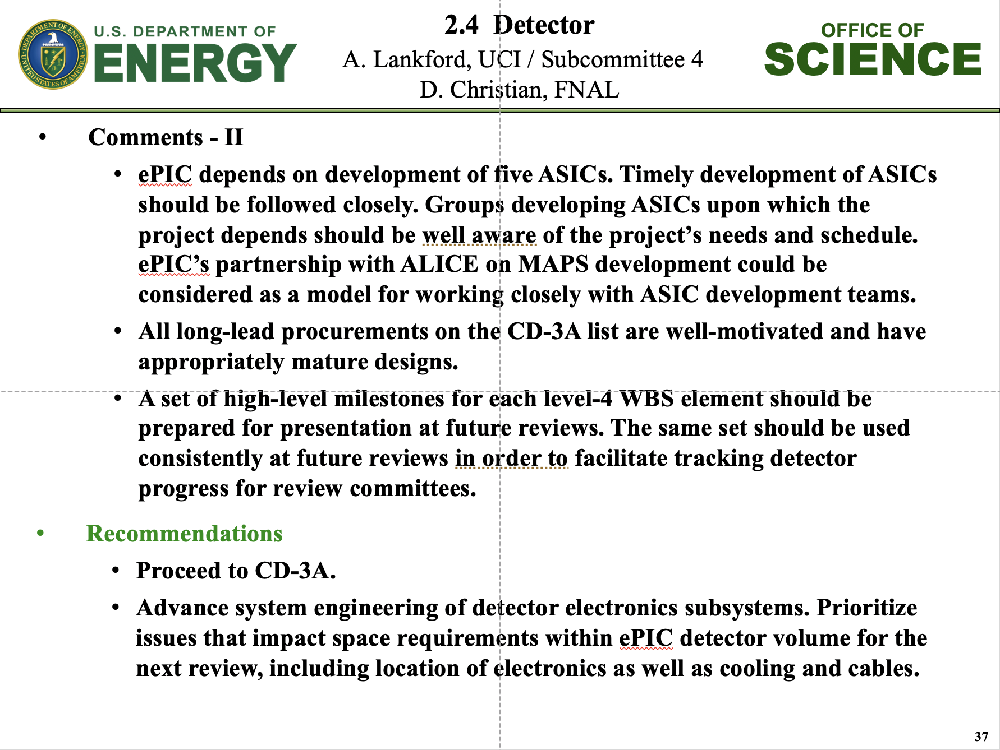 2.4 Detector
U.S. DEPARTMENT OF
ENERGY
A. Lankford, UCI / Subcommittee 4
D. Christian, FNAL
OFFICE OF
SCIENCE
DEPARTMENT OF ENERGY
UNITED STATES OF AMERICA
• Comments - II
• ePIC depends on development of five ASICs. Timely development of ASICs
should be followed closely. Groups developing ASICs upon which the
project depends should be well aware of the project’s needs and schedule.
ePIC’s partnership with ALICE on MAPS development could be
considered as a model for working closely with ASIC development teams.
• All long-lead procurements on the CD-3A list are well-motivated and have
appropriately mature designs.
• A set of high-level milestones for each level-4 WBS element should be
prepared for presentation at future reviews. The same set should be used
consistently at future reviews in order to facilitate tracking detector
progress for review committees.
• Recommendations
• Proceed to CD-3A.
• Advance system engineering of detector electronics subsystems. Prioritize
issues that impact space requirements within ePIC detector volume for the
next review, including location of electronics as well as cooling and cables.
37